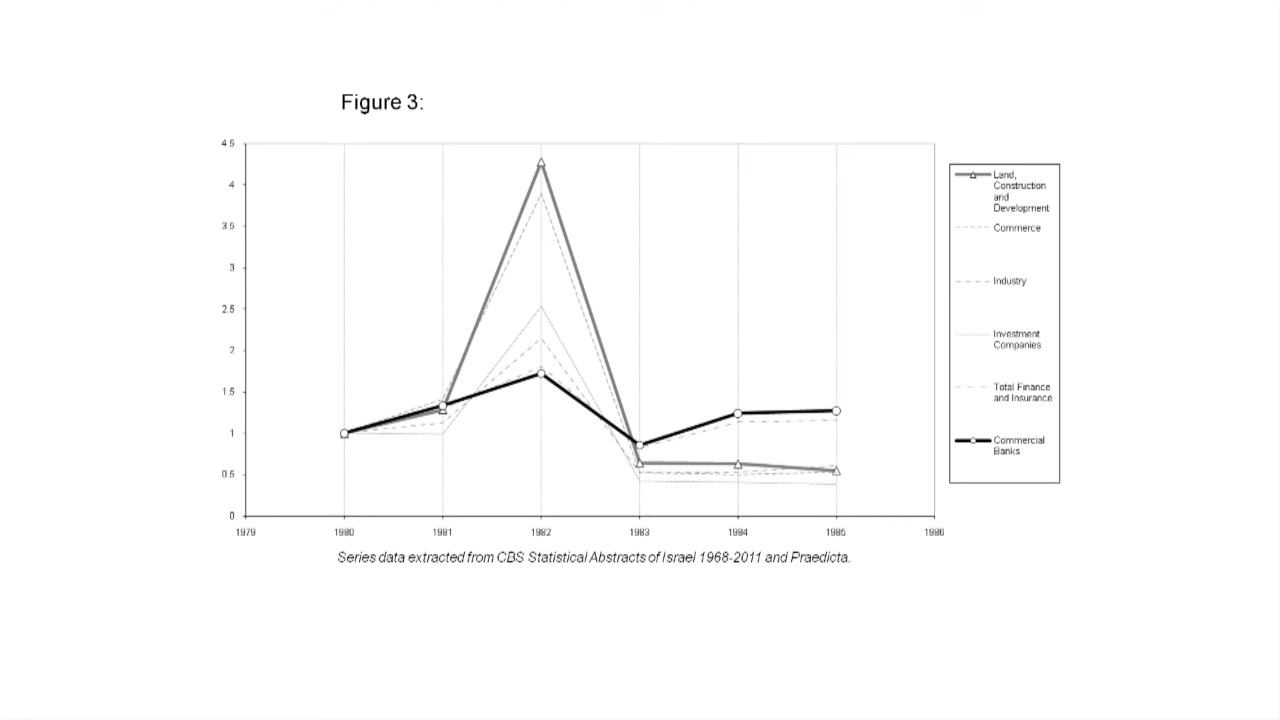 Figure 3:
4.5
4
3.5
3
2.5
2
1.5
1
0.5
0
1979 1980 1981 1982 1983 1984 1985 1986
Land,
Construction
and
Development
Commerce
Industry
Investment
Companies
Total Finance
and Insurance
Commercial
Banks
Series data extracted from CBS Statistical Abstracts of Israel 1968-2011 and Praedicta.